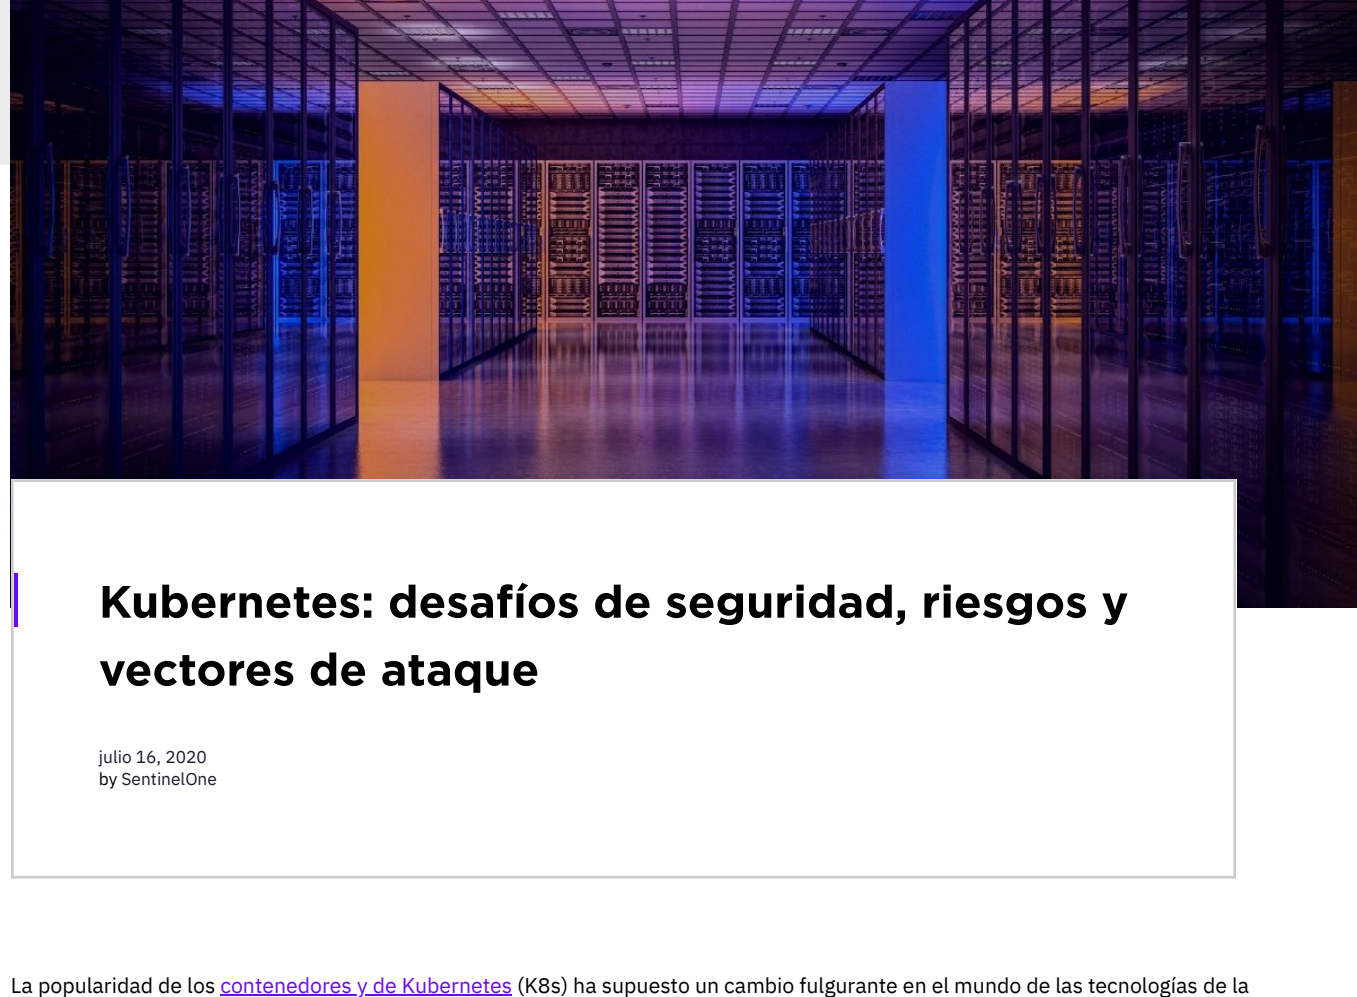 Kubernetes: desafíos de seguridad, riesgos y
vectores de ataque
julio 16, 2020
by SentinelOne
La popularidad de los contenedores y de Kubernetes (K8s) ha supuesto un cambio fulgurante en el mundo de las tecnologías de la